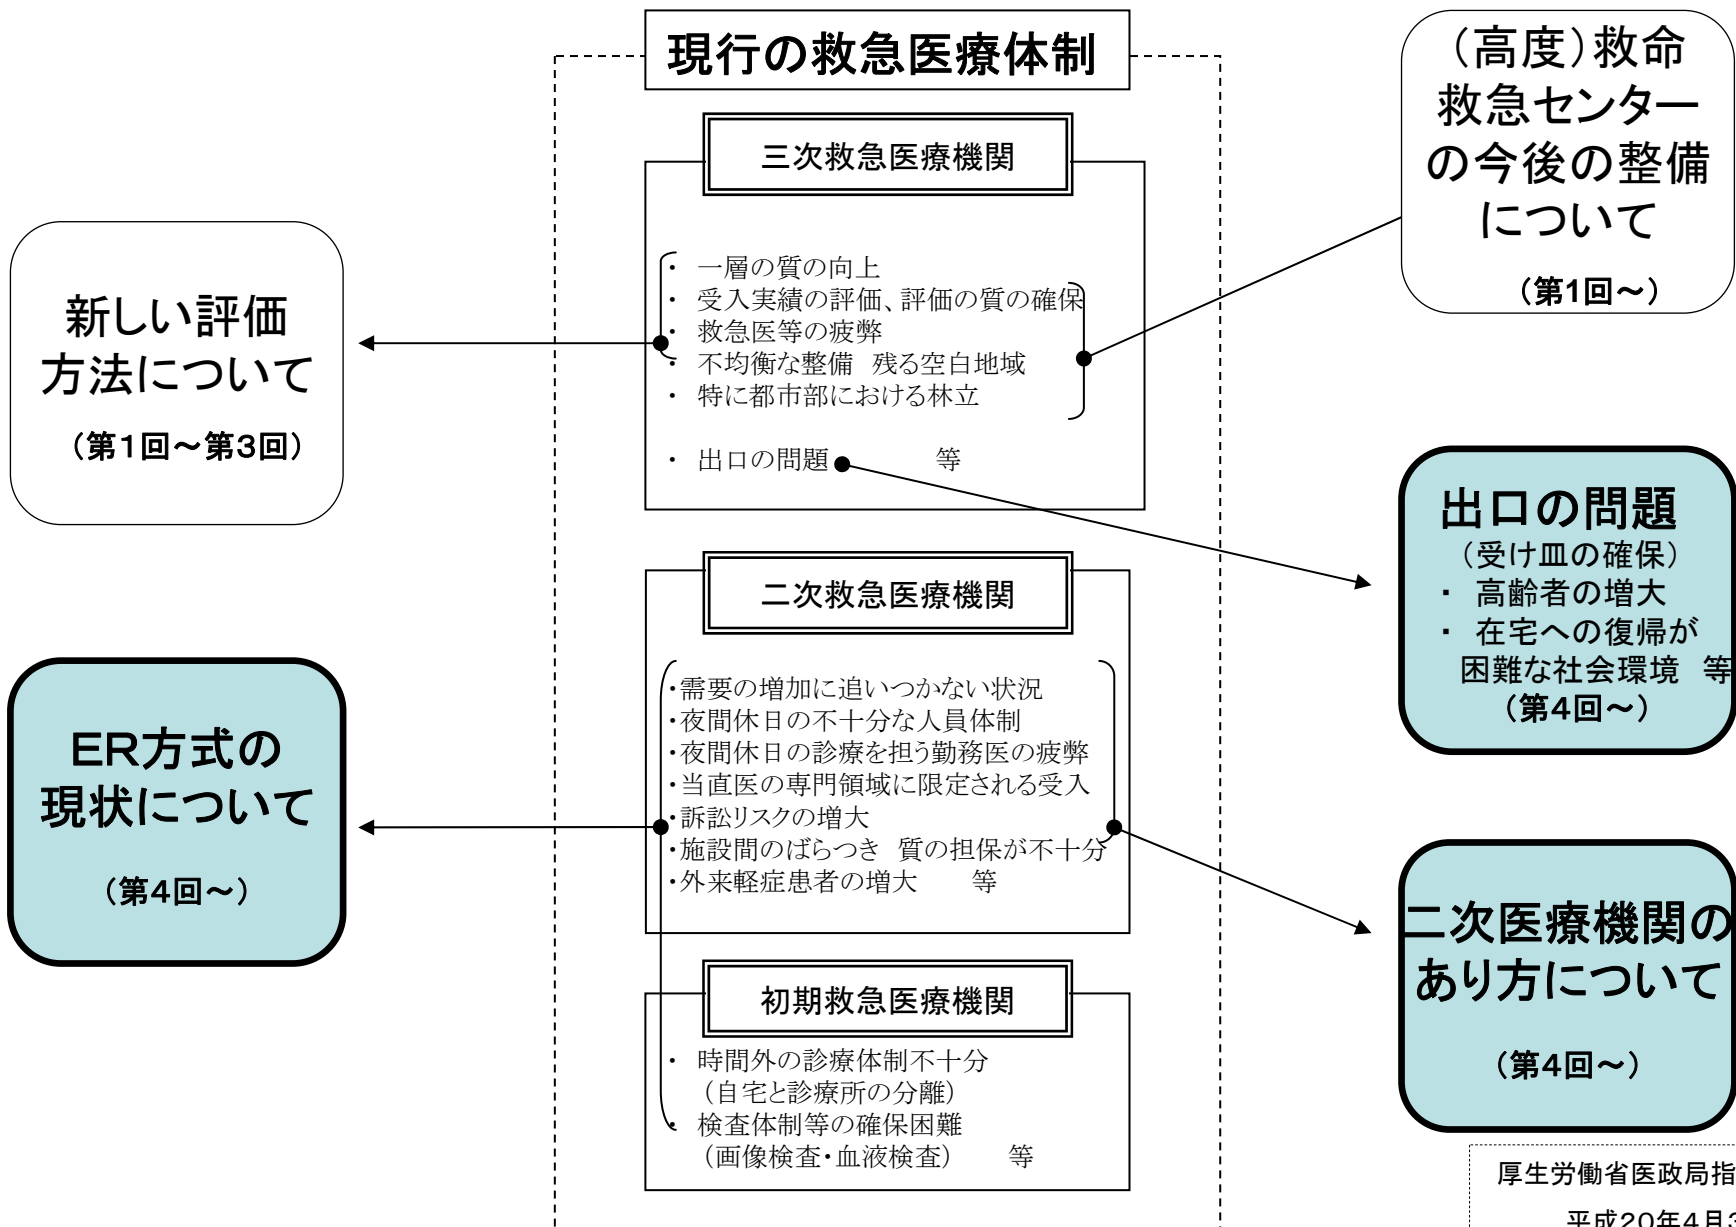 現行の救急医療体制
三次救急医療機関
・ 一層の質の向上
・ 受入実績の評価、評価の質の確保
・ 救急医等の疲弊
・ 不均衡な整備 残る空白地域
・ 特に都市部における林立
・ 出口の問題 等
二次救急医療機関
・需要の増加に追いつかない状況
・夜間休日の不十分な人員体制
・夜間休日の診療を担う勤務医の疲弊
・当直医の専門領域に限定される受入
・訴訟リスクの増大
・施設間のばらつき 質の担保が不十分
・外来軽症患者の増大 等
初期救急医療機関
・ 時間外の診療体制不十分
(自宅と診療所の分離)
・ 検査体制等の確保困難
(画像検査・血液検査) 等
新しい評価
方法について
(第1回～第3回)
ER方式の
現状について
(第4回～)
(高度)救命
救急センター
の今後の整備
について
(第1回～)
出口の問題
(受け皿の確保)
・ 高齢者の増大
・ 在宅への復帰が
困難な社会環境 等
(第4回～)
二次医療機関の
あり方について
(第4回～)
厚生労働省医政局指
平成20年4月3